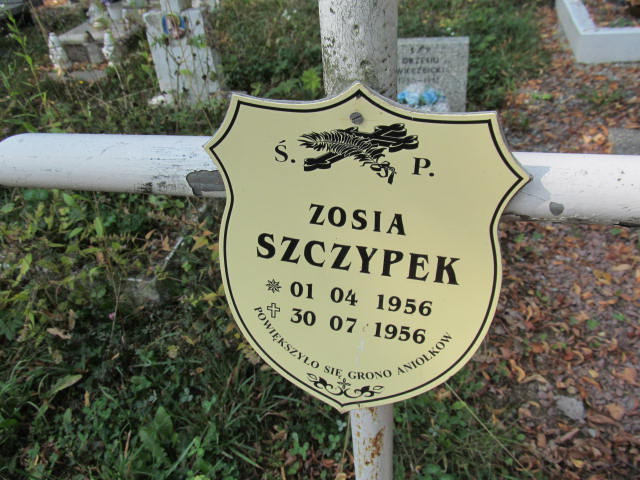 Ś. P.
ZOSIA
SZCZYPEK
01 04 1956
30 07 1956
POWIĘKSZYŁO SIĘ GRONO ANIOŁKÓW